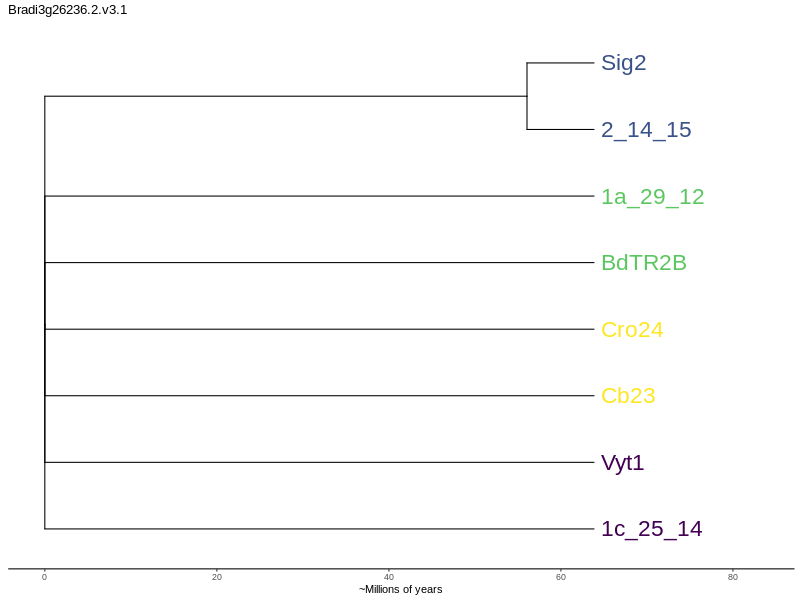 Bradi3g26236.2.v3.1
Sig2
2_14_15
1a_29_12
BdTR2B
Cro24
Cb23
Vyt1
1c_25_14
0 20 40 60 80
~Millions of years